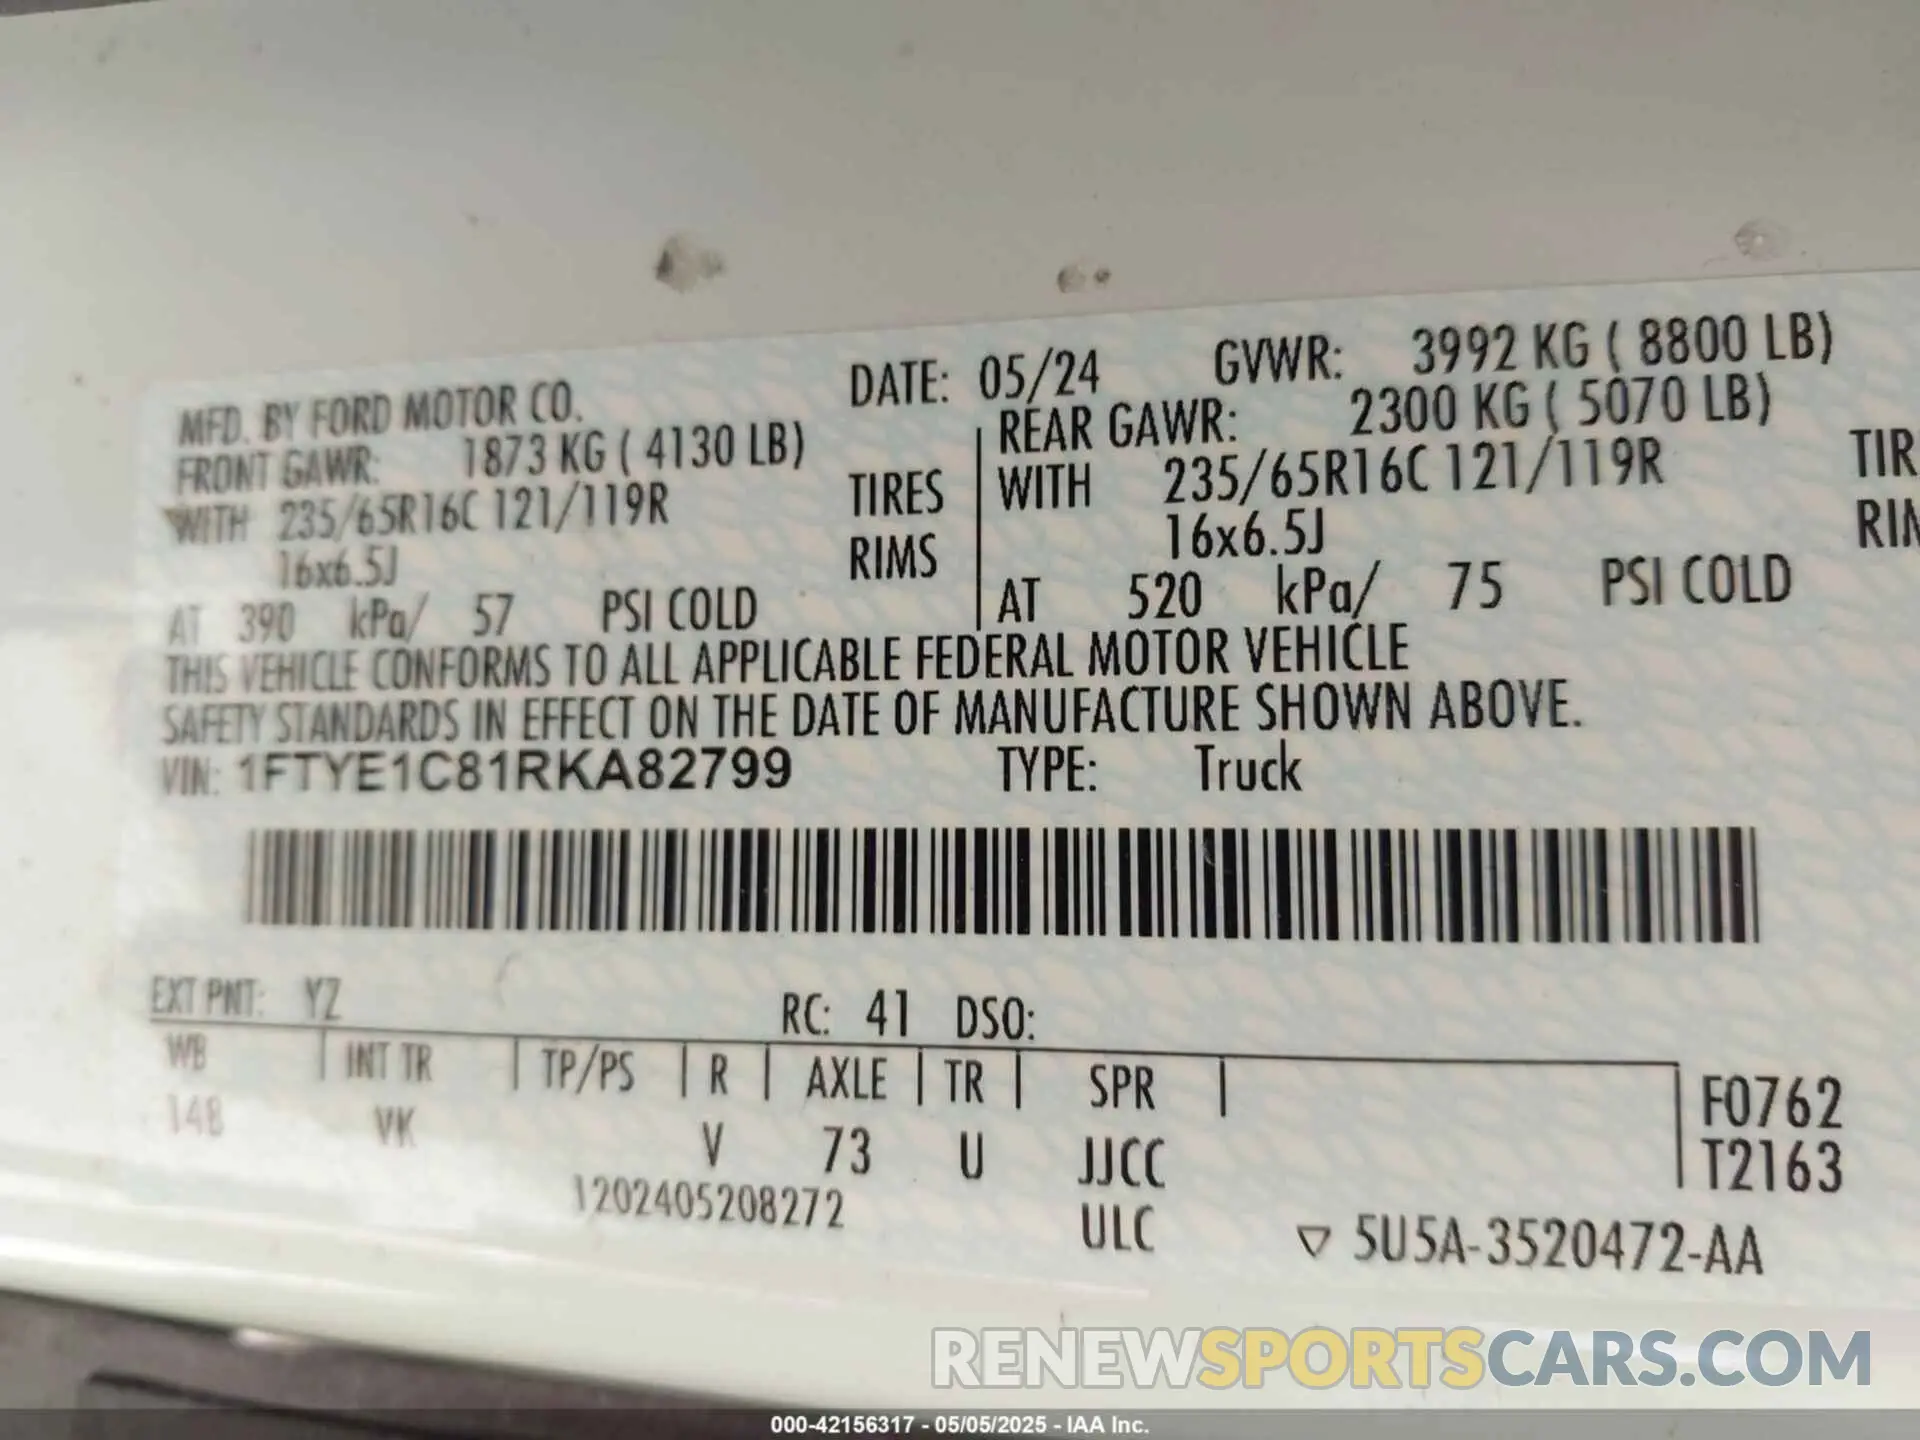 MFD. BY FORD MOTOR CO. DATE: 05/24 GVWR: 3992 KG ( 8800 LB)
FRONT GAWR: 1873 KG ( 4130 LB) REAR GAWR: 2300 KG ( 5070 LB)
WITH 235/65R16C 121/119R TIRES WITH 235/65R16C 121/119R TIR
16x6.5J RIMS 16x6.5J RIM
AT 390 kPa/ 57 PSI COLD AT 520 kPa/ 75 PSI COLD
THIS VEHICLE CONFORMS TO ALL APPLICABLE FEDERAL MOTOR VEHICLE
SAFETY STANDARDS IN EFFECT ON THE DATE OF MANUFACTURE SHOWN ABOVE.
VIN: 1FTYE1C81RKA82799 TYPE: Truck
EXT PNT: YZ RC: 41 DSO:
WB INT TR TP/PS R AXLE TR SPR F0762
148 VK V 73 U JJCC T2163
1202405208272 ULC 5U5A-3520472-AA
RENEWSPORTSCARS.COM
000-42156317 - 05/05/2025 - IAA Inc.